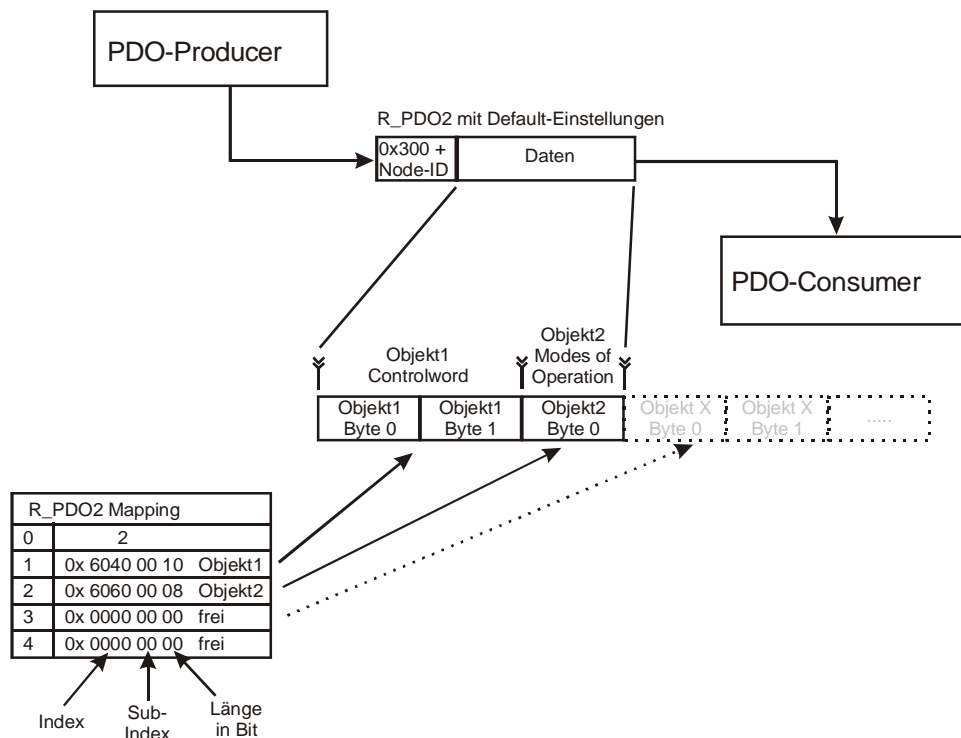 PDO-Producer
R_PDO2 mit Default-Einstellungen
0x300 +
Node-ID
Daten
PDO-Consumer
Objekt1
Controlword
Objekt2
Modes of
Operation
Objekt1
Byte 0
Objekt1
Byte 1
Objekt2
Byte 0
Objekt X
Byte 0
Objekt X
Byte 1
.....
R_PDO2 Mapping
0 2
1 0x 6040 00 10 Objekt1
2 0x 6060 00 08 Objekt2
3 0x 0000 00 00 frei
4 0x 0000 00 00 frei
Index
Sub-
Index
Länge
in Bit